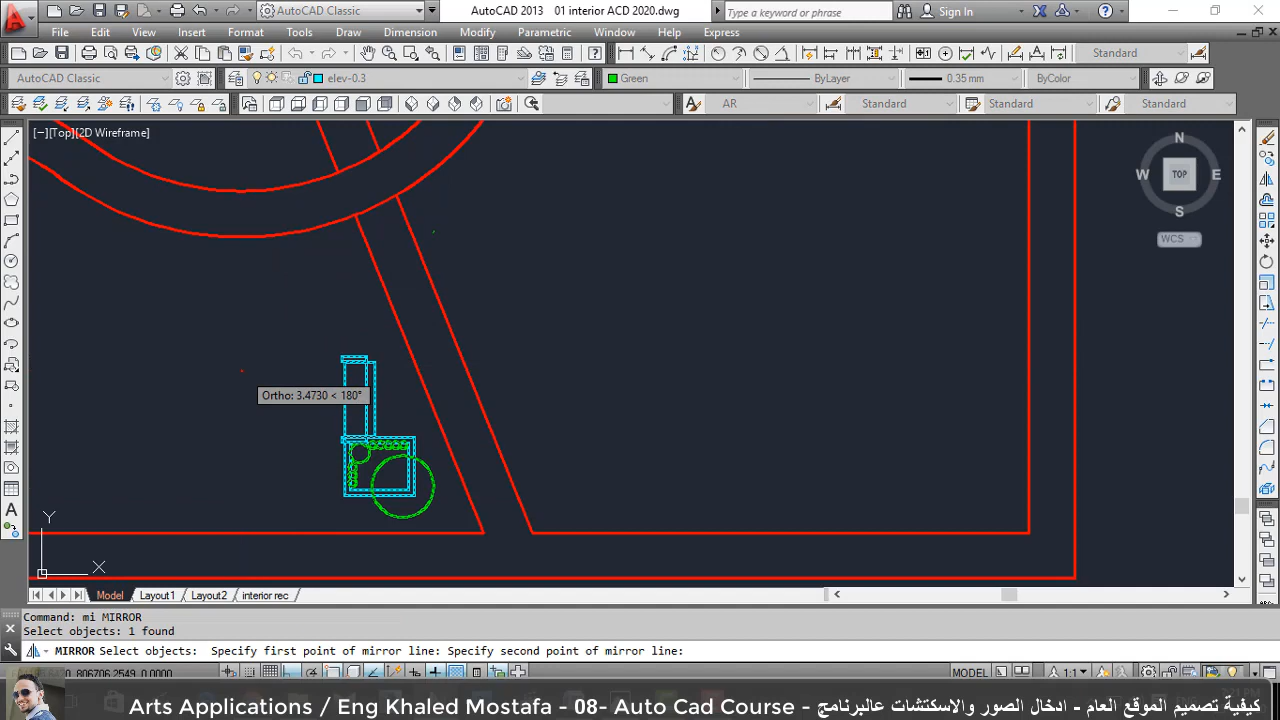 AutoCAD Classic
AutoCAD 2013 01 interior ACD 2020.dwg
Type a keyword or phrase
Sign In
File Edit View Insert Format Tools Draw Dimension Modify Parametric Window Help Express
Standard
AutoCAD Classic
elev-0.3
Green
ByLayer
0.35 mm
ByColor
AR
Standard
Standard
Standard
[−][Top][2D Wireframe]
N
W TOP E
S
WCS
Ortho: 3.4730 < 180°
Y
X
Model Layout1 Layout2 interior rec
Command: mi MIRROR
Select objects: 1 found
MIRROR Select objects: Specify first point of mirror line: Specify second point of mirror line:
MODEL
1:1
Arts Applications / Eng Khaled Mostafa - 08- Auto Cad Course - كيفية تصميم الموقع العام - ادخال الصور والاسكتشات عالبرنامج